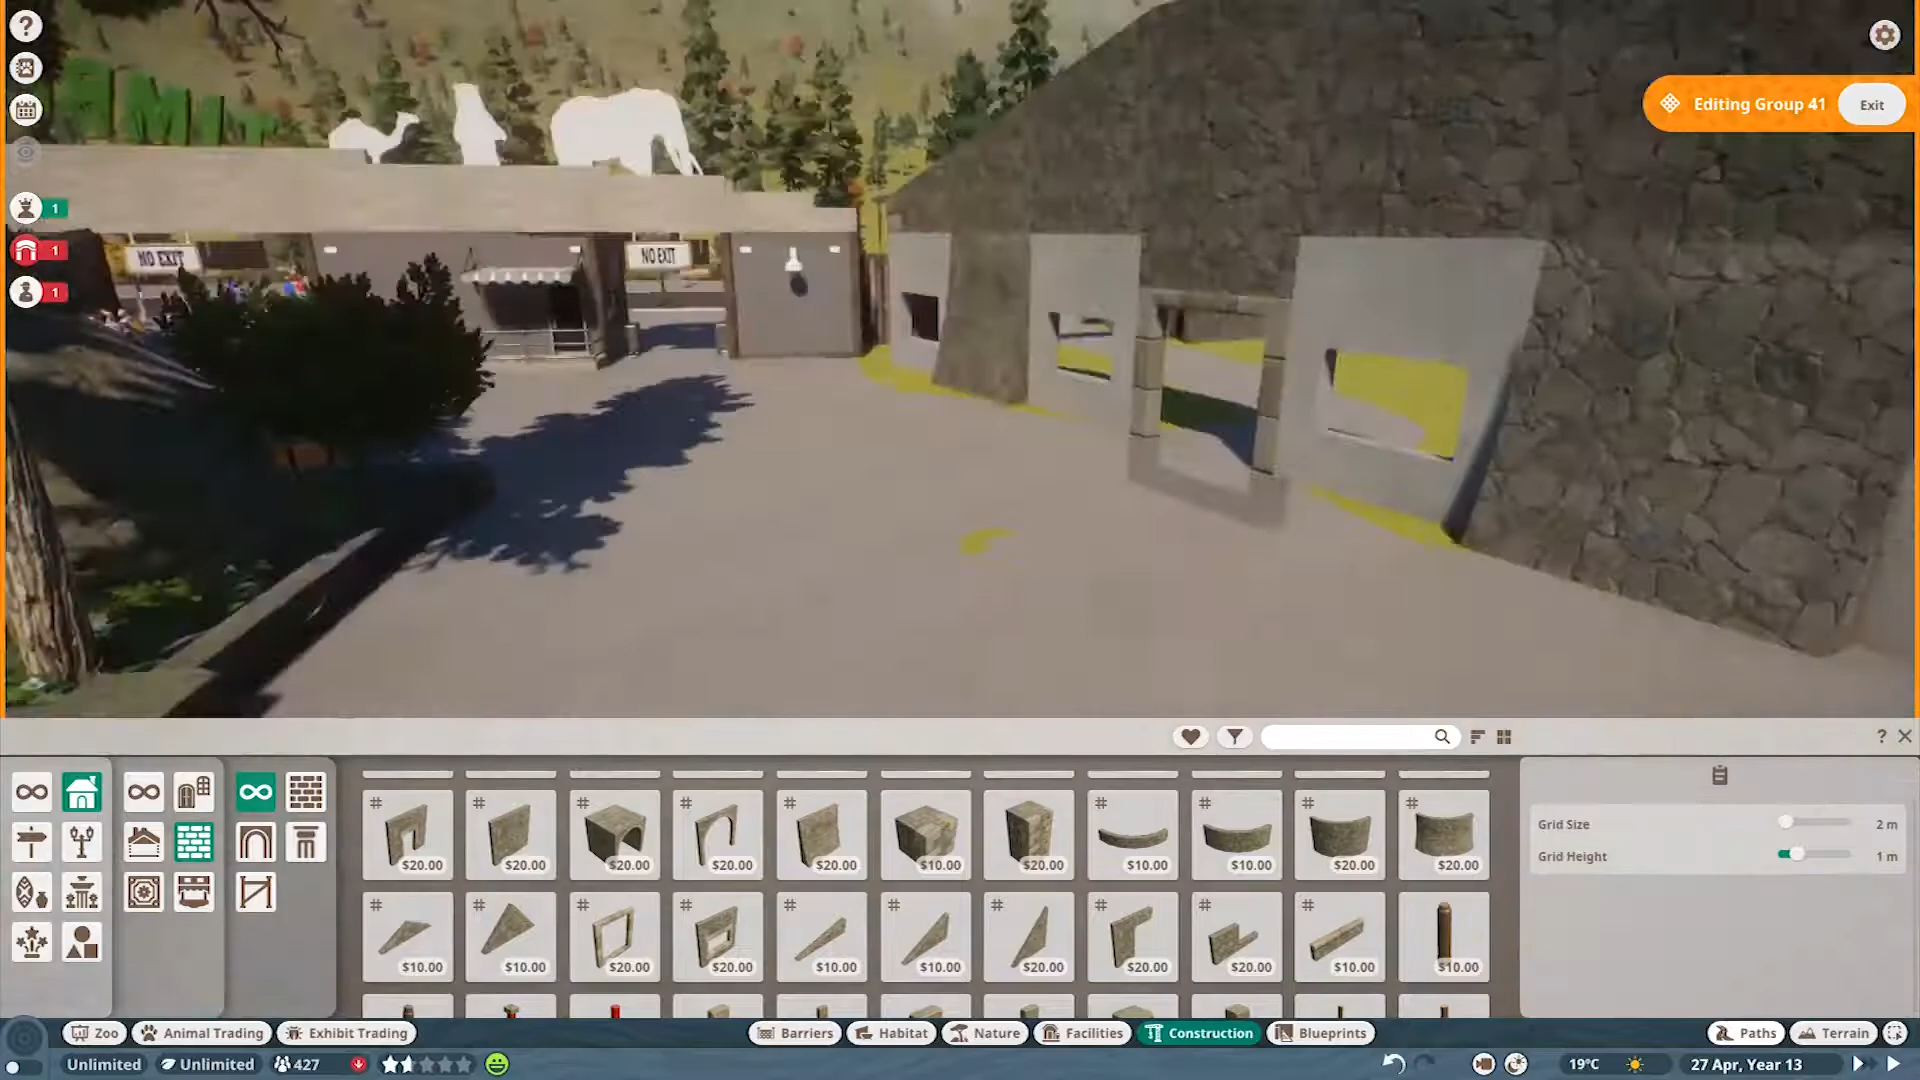 ?
Editing Group 41
Exit
1
1
1
NO EXIT
NO EXIT
?
# $20.00
# $20.00
# $20.00
# $20.00
# $20.00
$10.00
$20.00
# $10.00
# $10.00
# $20.00
# $20.00
# $10.00
# $10.00
# $20.00
# $20.00
# $10.00
# $10.00
# $20.00
# $20.00
# $20.00
# $10.00
$10.00
Grid Size
2 m
Grid Height
1 m
Zoo
Animal Trading
Exhibit Trading
Barriers
Habitat
Nature
Facilities
Construction
Blueprints
Paths
Terrain
Unlimited
Unlimited
427
19°C
27 Apr, Year 13